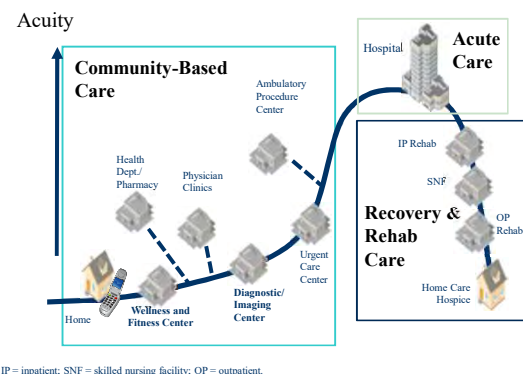 Acuity
Community-Based
Care
Ambulatory
Procedure
Center
Health
Dept./
Pharmacy
Physician
Clinics
Home
Wellness and
Fitness Center
Diagnostic/
Imaging
Center
Urgent
Care
Center
Hospital
Acute
Care
IP Rehab
SNF
OP
Rehab
Recovery &
Rehab
Care
Home Care
Hospice
IP = inpatient; SNF = skilled nursing facility; OP = outpatient.